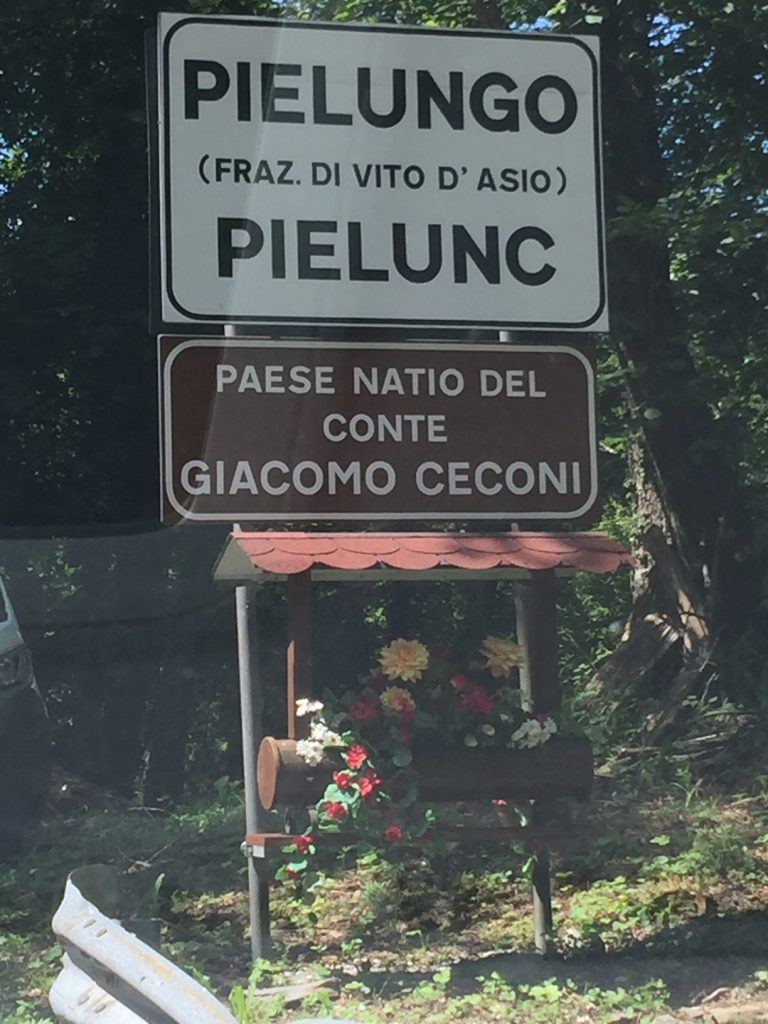 PIELUNGO
(FRAZ. DI VITO D' ASIO)
PIELUNC
PAESE NATIO DEL
CONTE
GIACOMO CECONI